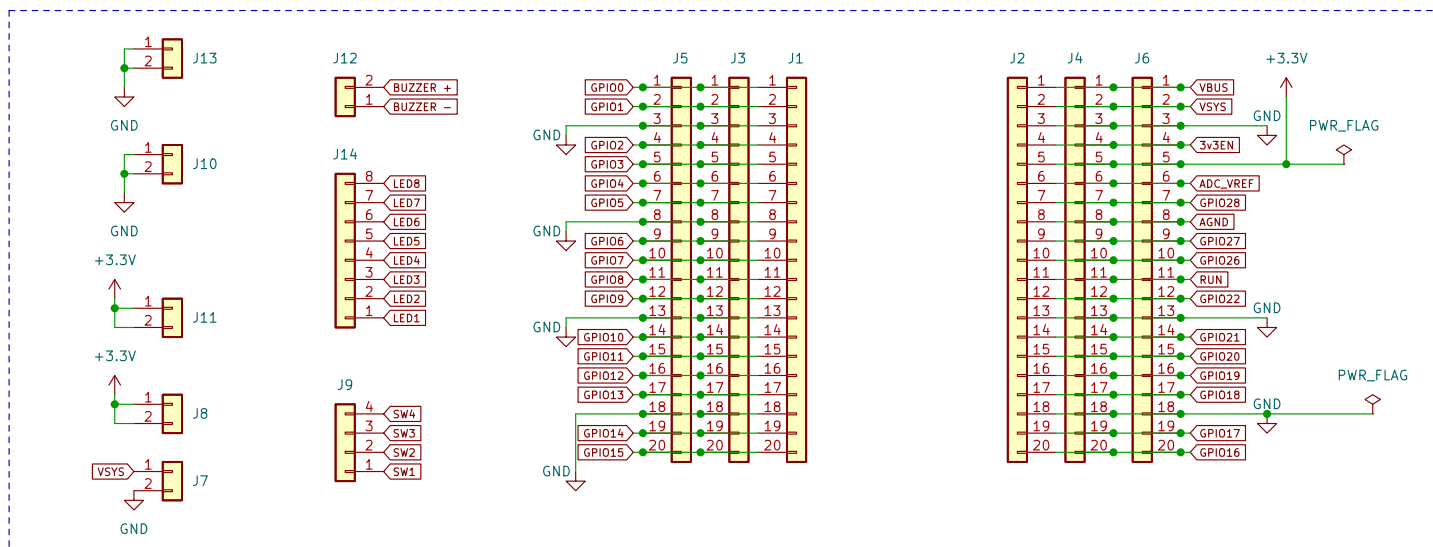 J13
1
2
GND
J10
1
2
GND
+3.3V
J11
1
2
+3.3V
J8
1
2
VSYS
J7
1
2
GND
J12
2 BUZZER +
1 BUZZER -
J14
8 LED8
7 LED7
6 LED6
5 LED5
4 LED4
3 LED3
2 LED2
1 LED1
J9
4 SW4
3 SW3
2 SW2
1 SW1
J5 J3 J1
GPIO0 1 1 1
GPIO1 2 2 2
GND 3 3 3
GPIO2 4 4 4
GPIO3 5 5 5
GPIO4 6 6 6
GPIO5 7 7 7
GND 8 8 8
GPIO6 9 9 9
GPIO7 10 10 10
GPIO8 11 11 11
GPIO9 12 12 12
GND 13 13 13
GPIO10 14 14 14
GPIO11 15 15 15
GPIO12 16 16 16
GPIO13 17 17 17
18 18 18
GPIO14 19 19 19
GPIO15 20 20 20
GND
J2 J4 J6
+3.3V
1 1 1 VBUS
2 2 2 VSYS
3 3 3 GND
PWR_FLAG
4 4 4 3v3EN
5 5 5
6 6 6 ADC_VREF
7 7 7 GPIO28
8 8 8 AGND
9 9 9 GPIO27
10 10 10 GPIO26
11 11 11 RUN
12 12 12 GPIO22
13 13 13 GND
14 14 14 GPIO21
15 15 15 GPIO20
16 16 16 GPIO19
PWR_FLAG
17 17 17 GPIO18
18 18 18 GND
19 19 19 GPIO17
20 20 20 GPIO16